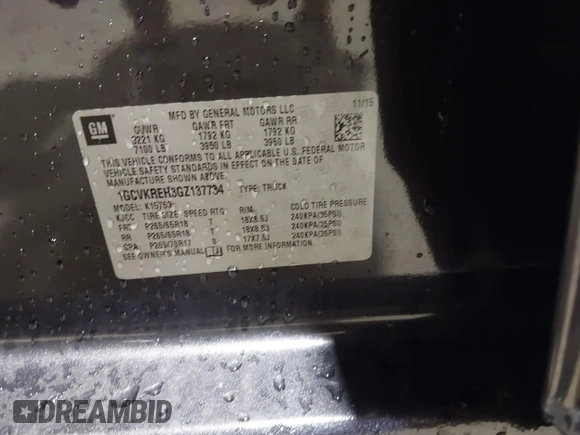 GM
MFD BY GENERAL MOTORS LLC 11/15
GVWR GAWR FRT GAWR RR
3221 KG 1792 KG 1792 KG
7100 LB 3950 LB 3950 LB
THIS VEHICLE CONFORMS TO ALL APPLICABLE U.S. FEDERAL MOTOR
VEHICLE SAFETY STANDARDS IN EFFECT ON THE DATE OF
MANUFACTURE SHOWN ABOVE.
1GCVKREH3GZ137734 TYPE: TRUCK
MODEL: K15753
KJCC TIRE SIZE SPEED RTG RIM
FRT P265/65R18 T 18X8.5J 240KPA(35PSI)
RR P265/65R18 T 18X8.5J 240KPA(35PSI)
SPA P265/70R17 S 17X7.5J 240KPA(35PSI)
SEE OWNER'S MANUAL FOR MORE INFORMATION.
DREAMBID